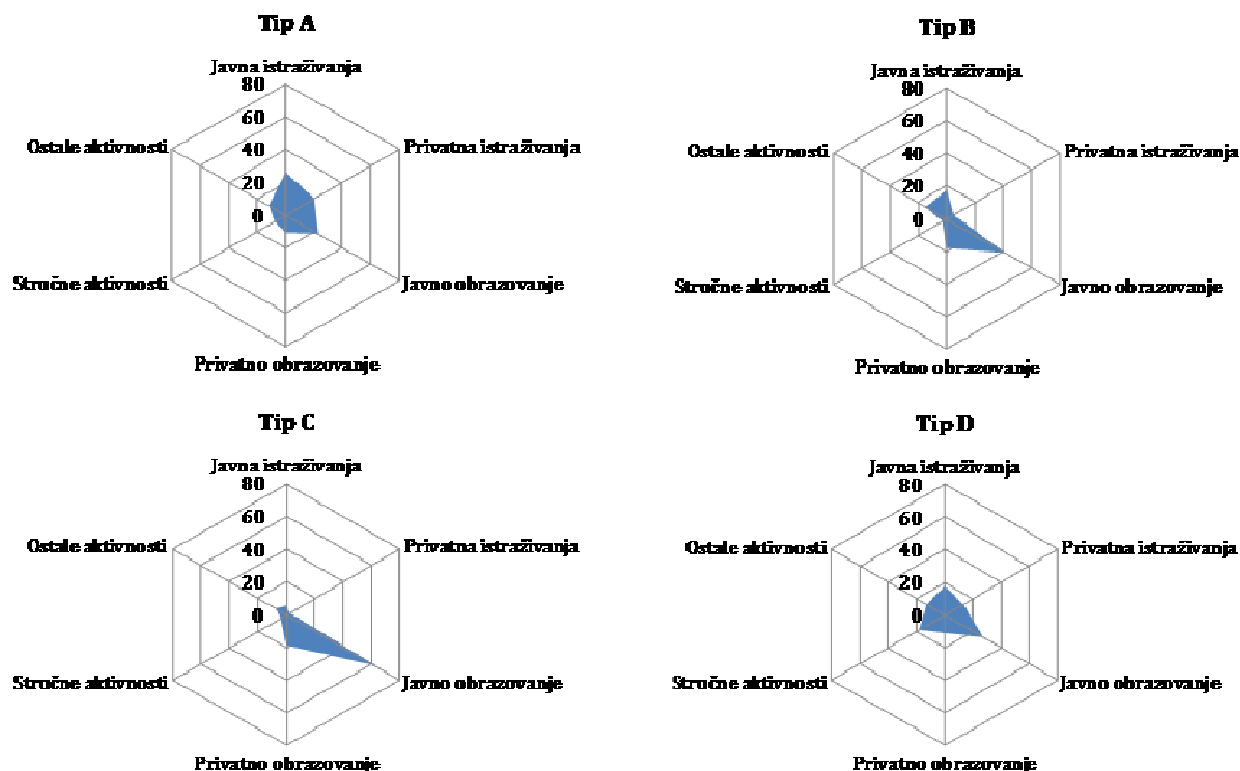 Tip A
Javna istraživanja
80
60
40
20
0
Ostale aktivnosti
Privatna istraživanja
Stručne aktivnosti
Javno obrazovanje
Privatno obrazovanje
Tip B
Javna istraživanja
80
60
40
20
0
Ostale aktivnosti
Privatna istraživanja
Stručne aktivnosti
Javno obrazovanje
Privatno obrazovanje
Tip C
Javna istraživanja
80
60
40
20
0
Ostale aktivnosti
Privatna istraživanja
Stručne aktivnosti
Javno obrazovanje
Privatno obrazovanje
Tip D
Javna istraživanja
80
60
40
20
0
Ostale aktivnosti
Privatna istraživanja
Stručne aktivnosti
Javno obrazovanje
Privatno obrazovanje